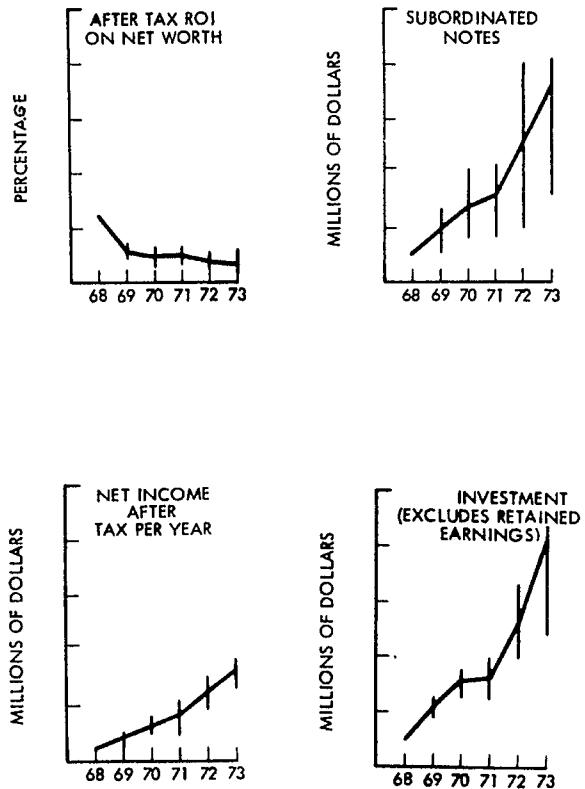 AFTER TAX ROI
ON NET WORTH
PERCENTAGE
68 69 70 71 72 73
SUBORDINATED
NOTES
MILLIONS OF DOLLARS
68 69 70 71 72 73
NET INCOME
AFTER
TAX PER YEAR
MILLIONS OF DOLLARS
68 69 70 71 72 73
INVESTMENT
(EXCLUDES RETAINED
EARNINGS)
MILLIONS OF DOLLARS
68 69 70 71 72 73